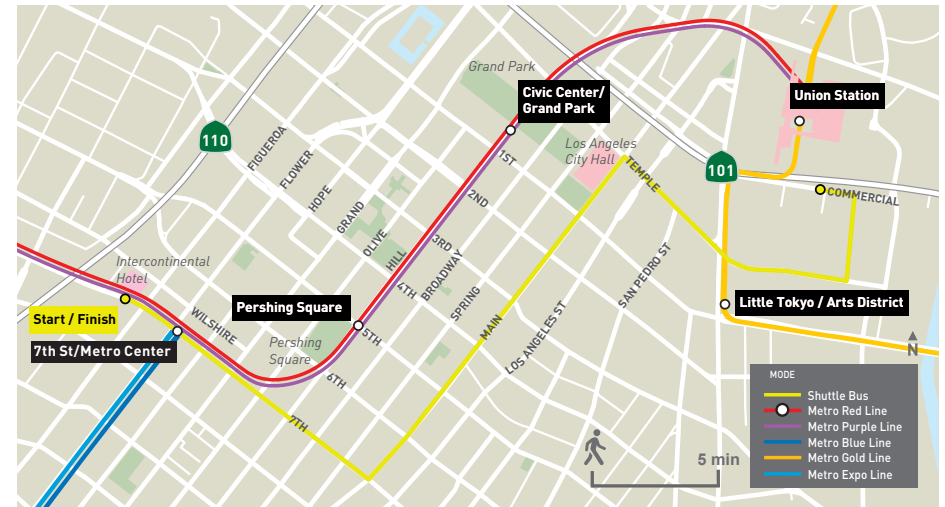 Grand Park
Civic Center/
Grand Park
Union Station
110
FIGUEROA
FLOWER
HOPE
GRAND
OLIVE
HILL
BROADWAY
SPRING
MAIN
LOS ANGELES ST
SAN PEDRO ST
1ST
2ND
3RD
4TH
5TH
6TH
7TH
Los Angeles
City Hall
TEMPLE
101
COMMERCIAL
Intercontinental
Hotel
Start / Finish
WILSHIRE
7th St/Metro Center
Pershing Square
Pershing
Square
Little Tokyo / Arts District
N
5 min
MODE
Shuttle Bus
Metro Red Line
Metro Purple Line
Metro Blue Line
Metro Gold Line
Metro Expo Line